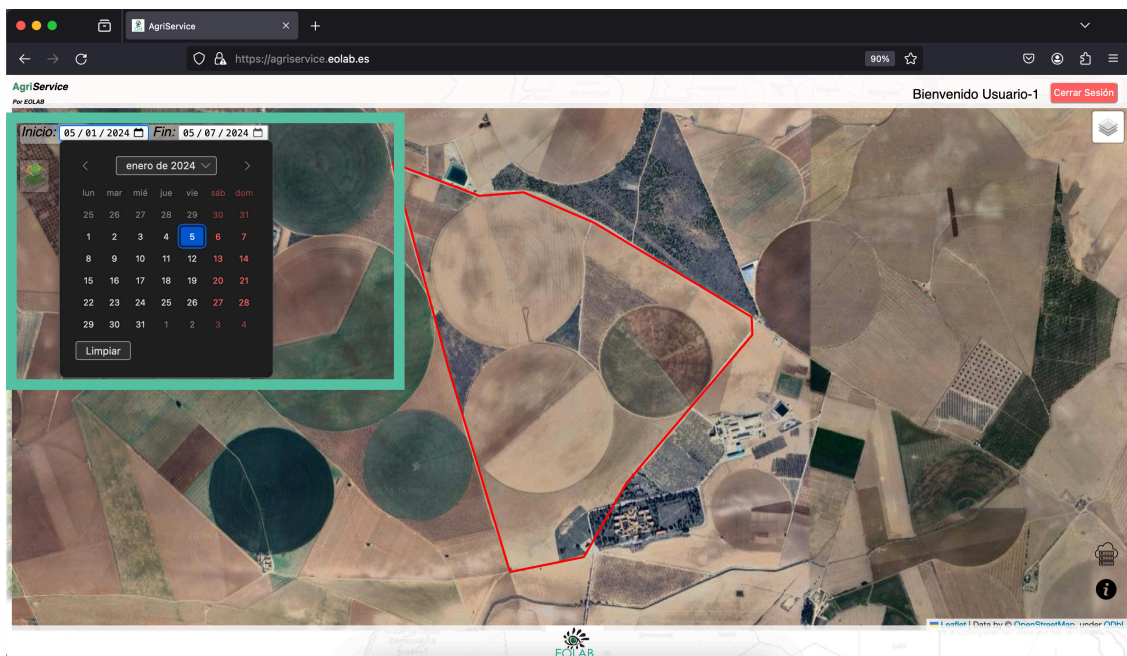 AgriService
https://agriservice.eolab.es
90%
AgriService
Por EOLAB
Bienvenido Usuario-1
Cerrar Sesión
Inicio: 05 / 01 / 2024 Fin: 05 / 07 / 2024
enero de 2024
lun mar mié jue vie sáb dom
25 26 27 28 29 30 31
1 2 3 4 5 6 7
8 9 10 11 12 13 14
15 16 17 18 19 20 21
22 23 24 25 26 27 28
29 30 31 1 2 3 4
Limpiar
Leaflet | Data by © OpenStreetMap, under ODbL
EOLAB